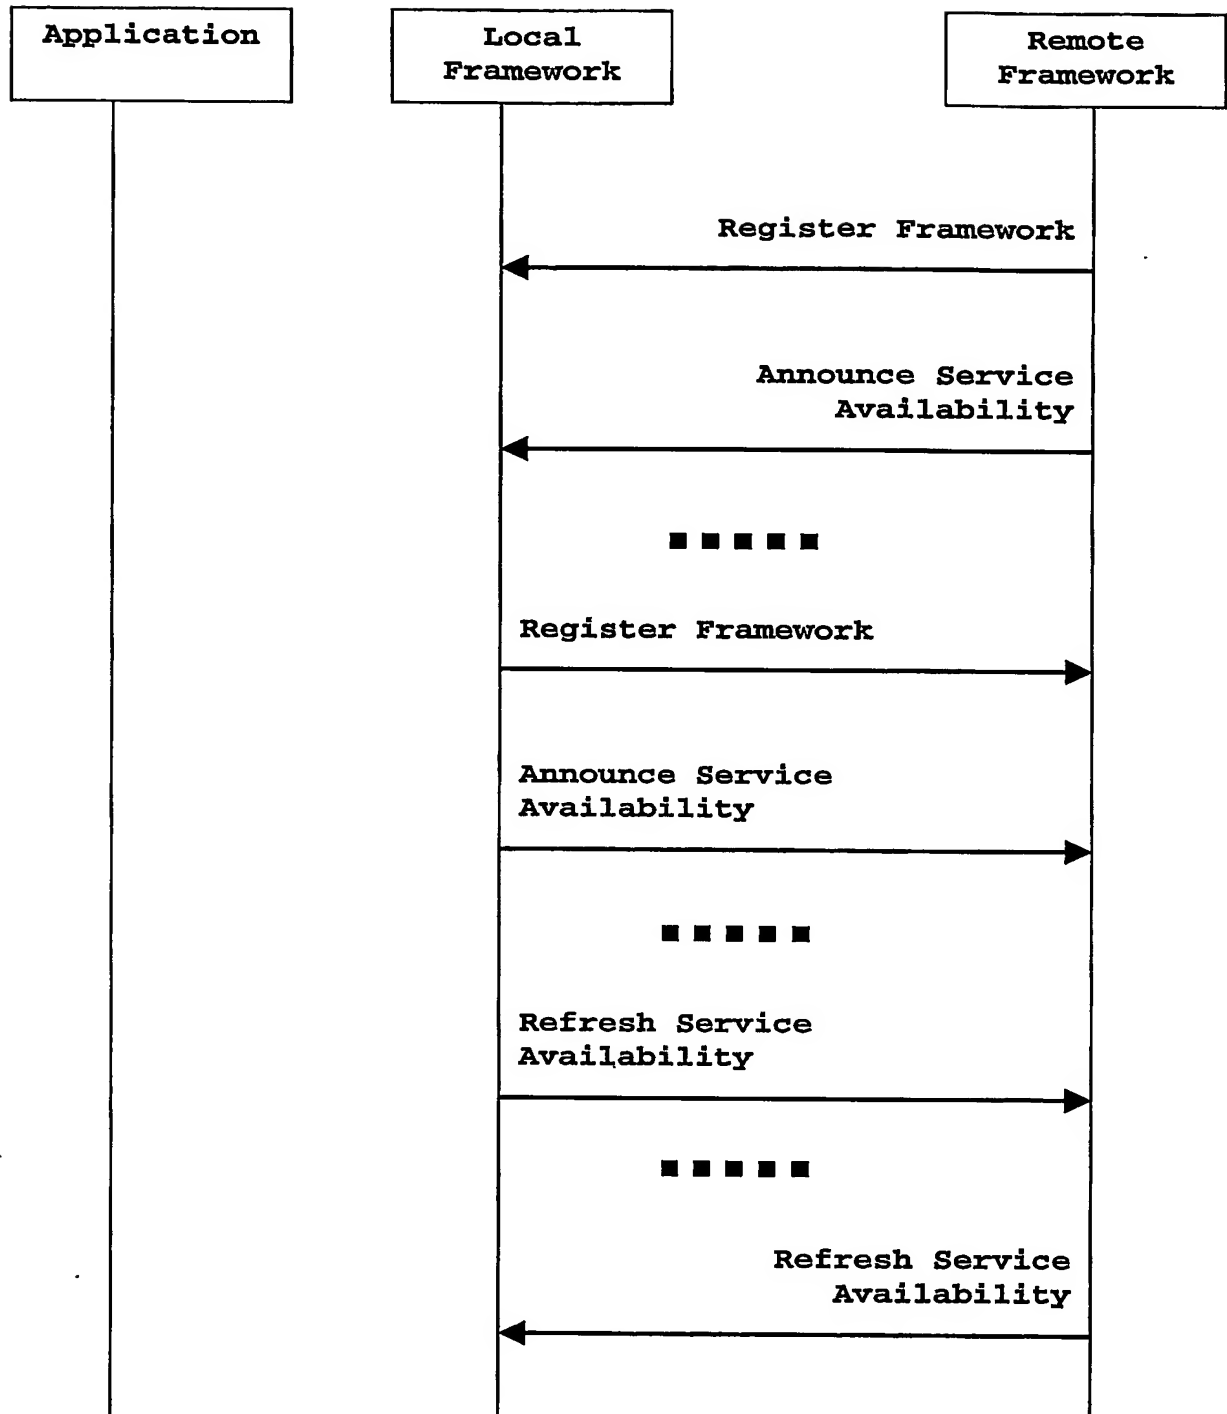 Application
Local
Framework
Remote
Framework
Register Framework
Announce Service
Availability
Register Framework
Announce Service
Availability
Refresh Service
Availability
Refresh Service
Availability